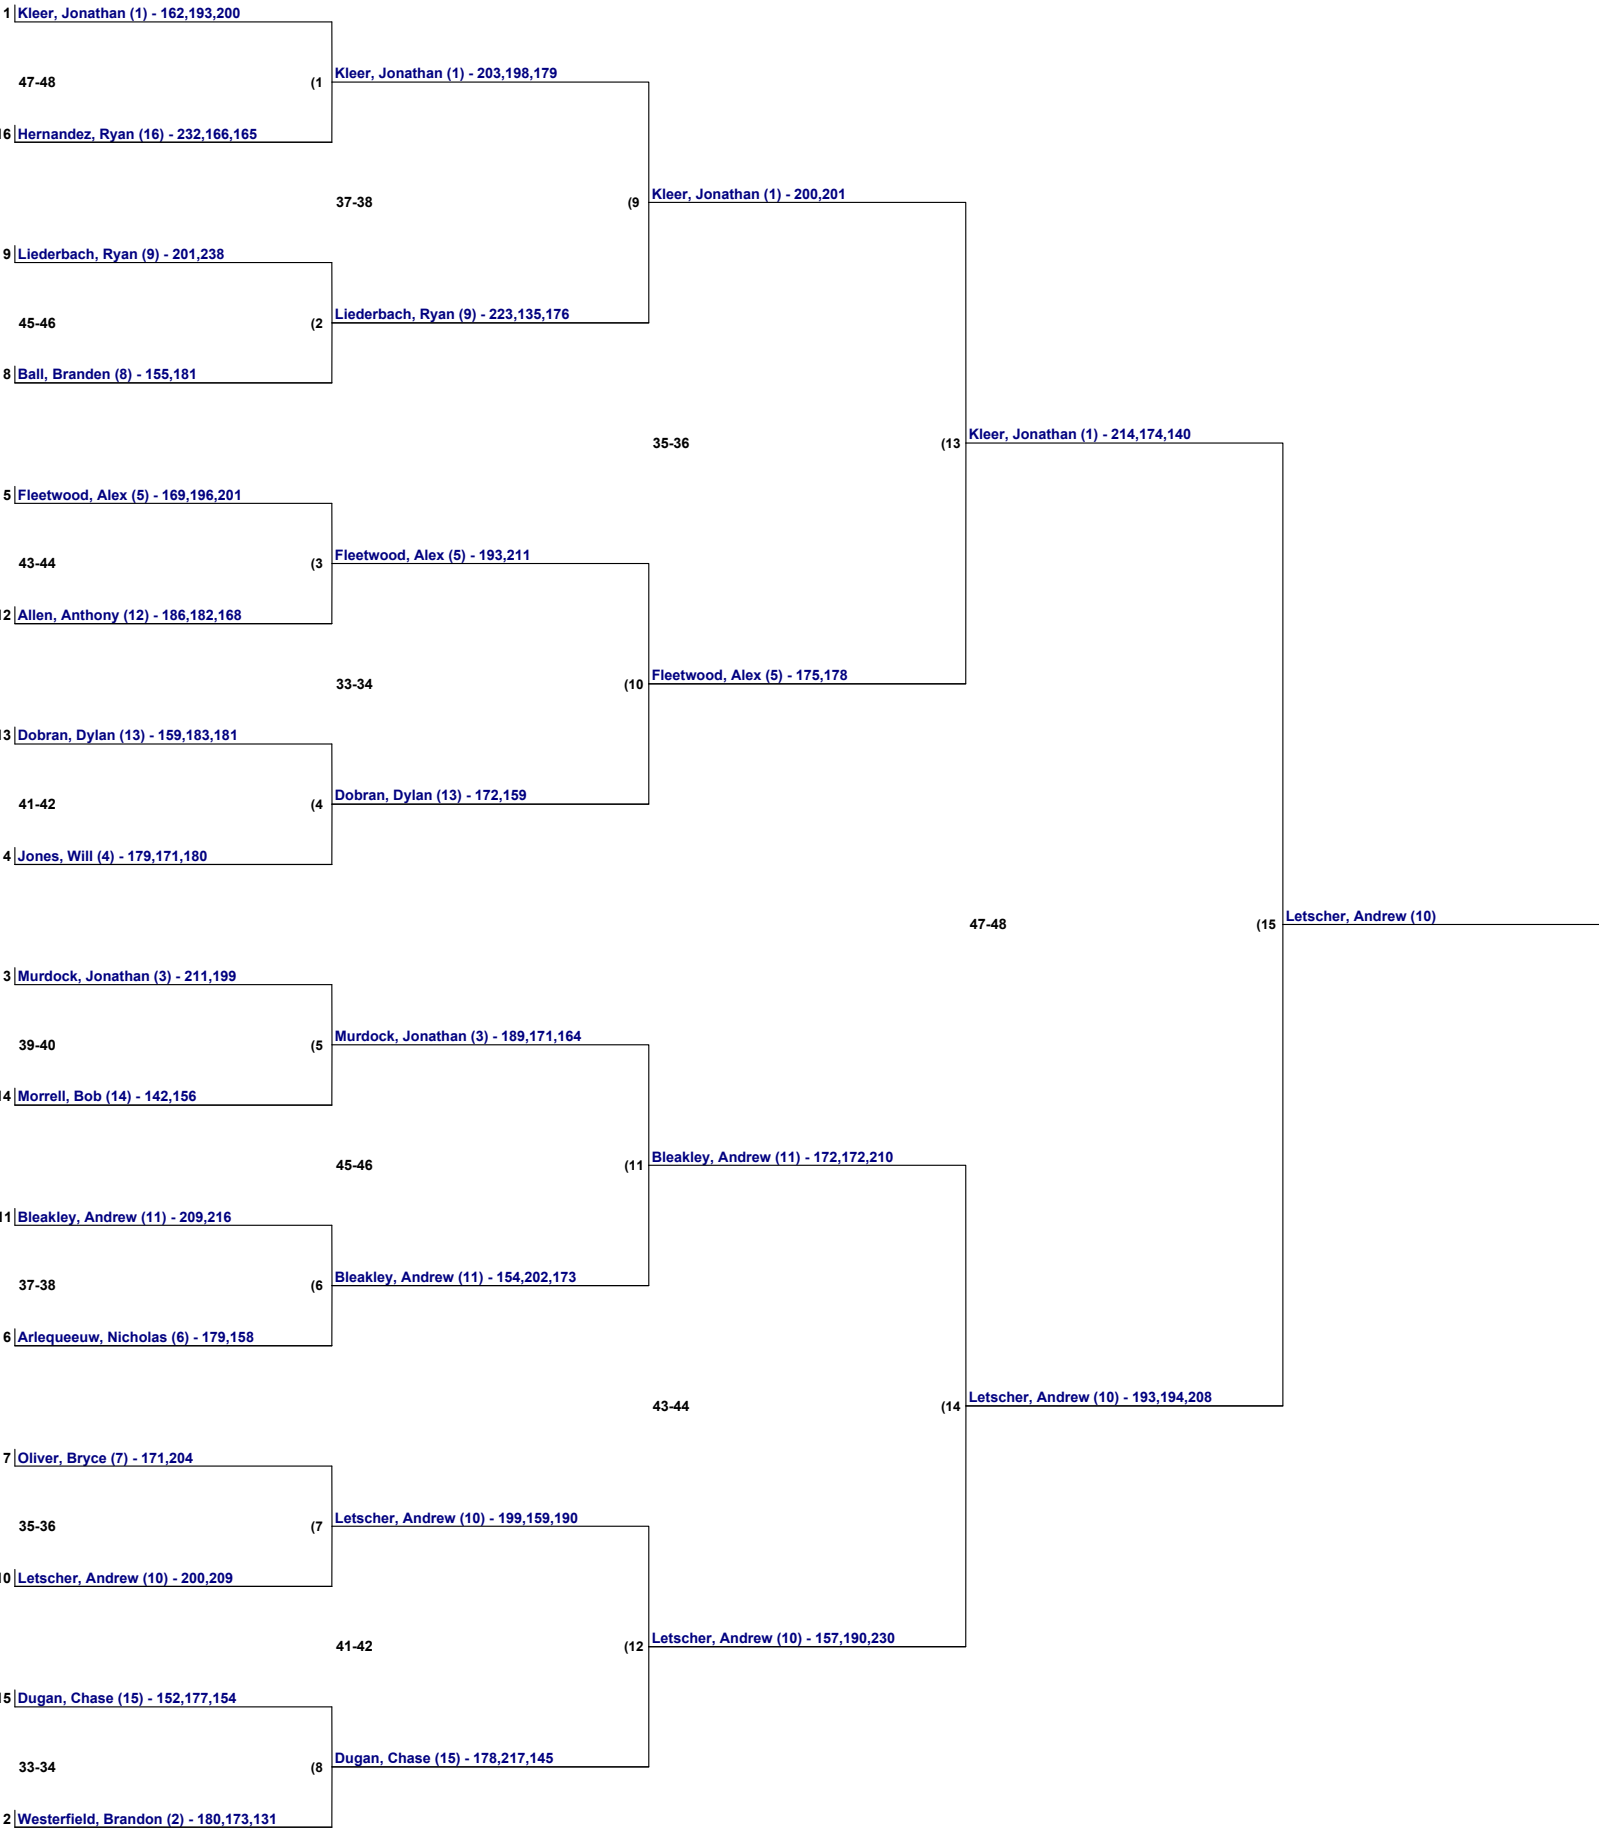 1 Kleer, Jonathan (1) - 162,193,200
Kleer, Jonathan (1) - 203,198,179
47-48 (1
16 Hernandez, Ryan (16) - 232,166,165
Kleer, Jonathan (1) - 200,201
37-38 (9
9 Liederbach, Ryan (9) - 201,238
Liederbach, Ryan (9) - 223,135,176
45-46 (2
8 Ball, Branden (8) - 155,181
Kleer, Jonathan (1) - 214,174,140
35-36 (13
5 Fleetwood, Alex (5) - 169,196,201
Fleetwood, Alex (5) - 193,211
43-44 (3
12 Allen, Anthony (12) - 186,182,168
Fleetwood, Alex (5) - 175,178
33-34 (10
13 Dobran, Dylan (13) - 159,183,181
Dobran, Dylan (13) - 172,159
41-42 (4
4 Jones, Will (4) - 179,171,180
Letscher, Andrew (10)
47-48 (15
3 Murdock, Jonathan (3) - 211,199
Murdock, Jonathan (3) - 189,171,164
39-40 (5
14 Morrell, Bob (14) - 142,156
Bleakley, Andrew (11) - 172,172,210
45-46 (11
11 Bleakley, Andrew (11) - 209,216
Bleakley, Andrew (11) - 154,202,173
37-38 (6
6 Arlequeeuw, Nicholas (6) - 179,158
Letscher, Andrew (10) - 193,194,208
43-44 (14
7 Oliver, Bryce (7) - 171,204
Letscher, Andrew (10) - 199,159,190
35-36 (7
10 Letscher, Andrew (10) - 200,209
Letscher, Andrew (10) - 157,190,230
41-42 (12
15 Dugan, Chase (15) - 152,177,154
Dugan, Chase (15) - 178,217,145
33-34 (8
2 Westerfield, Brandon (2) - 180,173,131